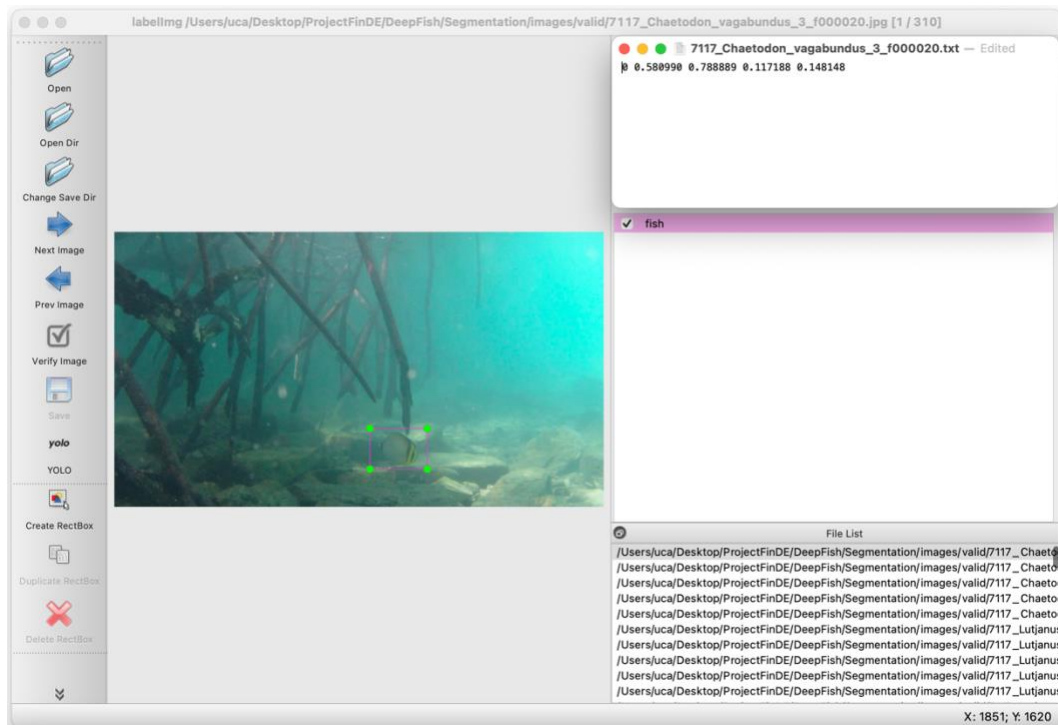 labelImg /Users/uca/Desktop/ProjectFinDE/DeepFish/Segmentation/images/valid/7117_Chaetodon_vagabundus_3_f000020.jpg [1 / 310]
Open
Open Dir
Change Save Dir
Next Image
Prev Image
Verify Image
Save
yolo
YOLO
Create RectBox
Duplicate RectBox
Delete RectBox
7117_Chaetodon_vagabundus_3_f000020.txt — Edited
0 0.580990 0.788889 0.117188 0.148148
fish
File List
/Users/uca/Desktop/ProjectFinDE/DeepFish/Segmentation/images/valid/7117_Chaeto
/Users/uca/Desktop/ProjectFinDE/DeepFish/Segmentation/images/valid/7117_Chaeto
/Users/uca/Desktop/ProjectFinDE/DeepFish/Segmentation/images/valid/7117_Chaeto
/Users/uca/Desktop/ProjectFinDE/DeepFish/Segmentation/images/valid/7117_Chaeto
/Users/uca/Desktop/ProjectFinDE/DeepFish/Segmentation/images/valid/7117_Chaeto
/Users/uca/Desktop/ProjectFinDE/DeepFish/Segmentation/images/valid/7117_Lutjanus
/Users/uca/Desktop/ProjectFinDE/DeepFish/Segmentation/images/valid/7117_Lutjanus
/Users/uca/Desktop/ProjectFinDE/DeepFish/Segmentation/images/valid/7117_Lutjanus
/Users/uca/Desktop/ProjectFinDE/DeepFish/Segmentation/images/valid/7117_Lutjanus
/Users/uca/Desktop/ProjectFinDE/DeepFish/Segmentation/images/valid/7117_Lutjanus
X: 1851; Y: 1620